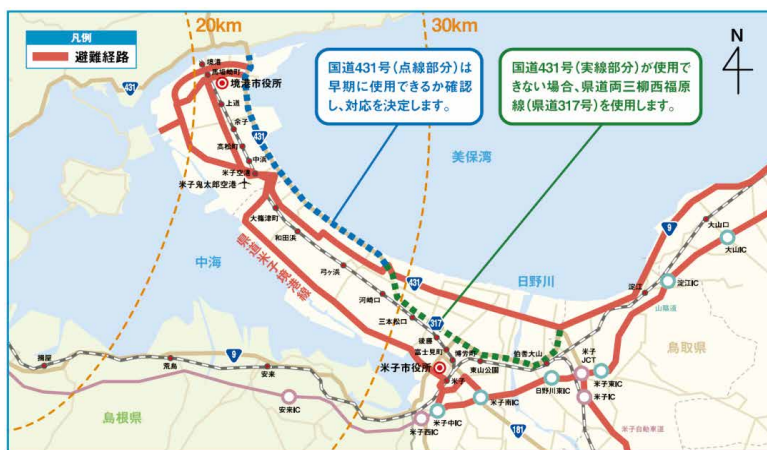 凡例
避難経路
20km
30km
N
国道431号(点線部分)は
早期に使用できるか確認
し、対応を決定します。
国道431号(実線部分)が使用で
きない場合、県道両三柳西福原
線(県道317号)を使用します。
境港
馬場崎町
境港市役所
431
上道
余子
431
高松町
中浜
米子空港
米子鬼太郎空港
美保湾
大篠津町
和田浜
中海
県道米子境港線
弓ヶ浜
431
日野川
河崎口
三本松口
317
後藤
富士見町
博労町
米子市役所
米子
東山公園
伯耆大山
9
大山口
大山IC
淀江
淀江IC
山陰道
鳥取県
米子
JCT
米子東IC
日野川東IC
米子IC
米子南IC
米子中IC
米子西IC
181
米子自動車道
揖屋
荒島
9
安来
安来IC
島根県